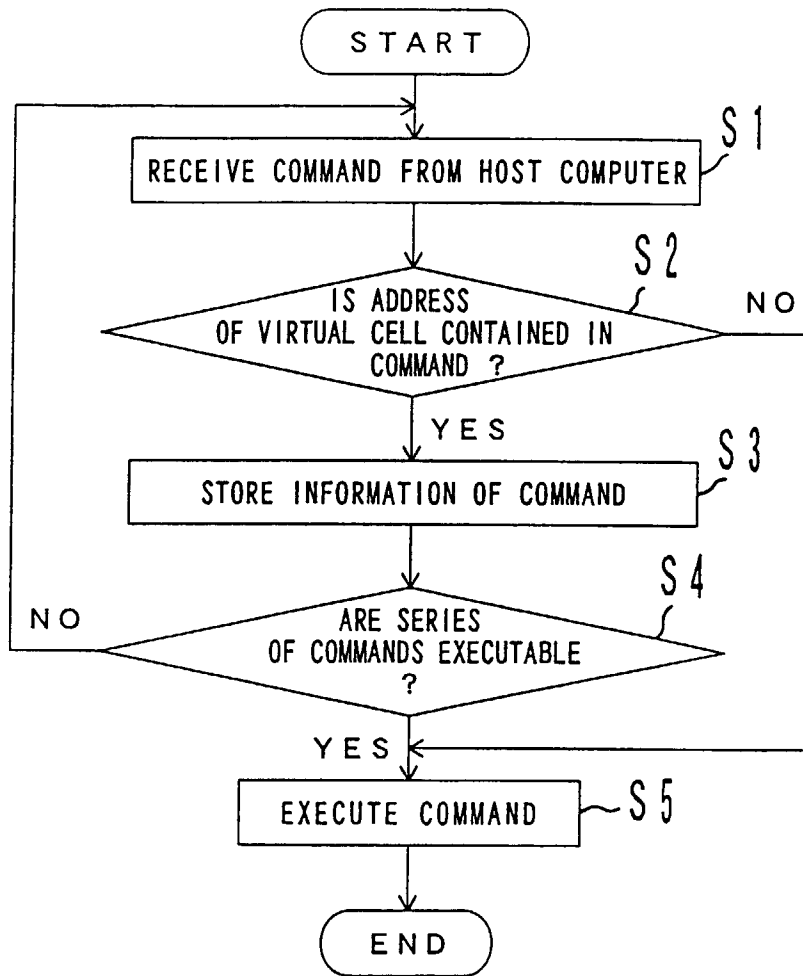 START
S1
RECEIVE COMMAND FROM HOST COMPUTER
S2
IS ADDRESS
OF VIRTUAL CELL CONTAINED IN
COMMAND ?
NO
YES
S3
STORE INFORMATION OF COMMAND
S4
NO
ARE SERIES
OF COMMANDS EXECUTABLE
?
YES
S5
EXECUTE COMMAND
END